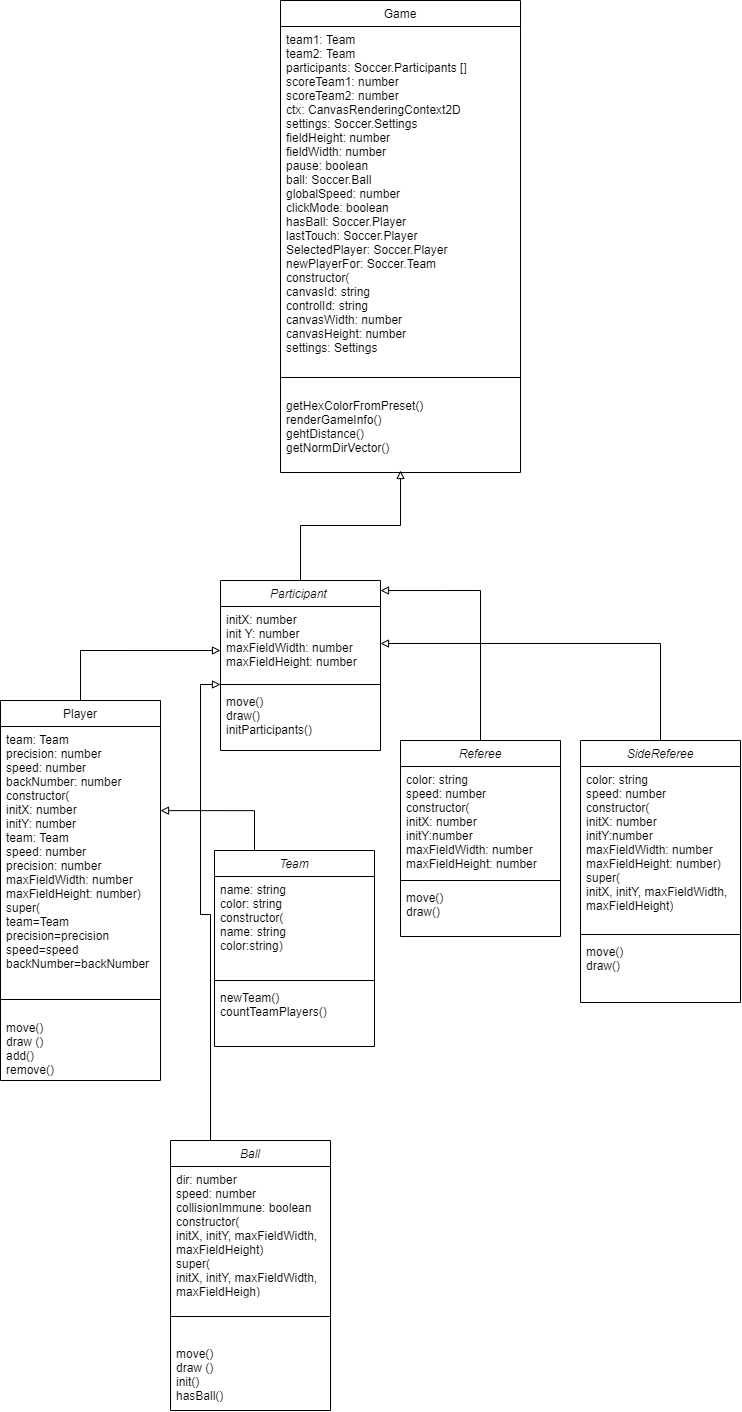 Game
team1: Team
team2: Team
participants: Soccer.Participants []
scoreTeam1: number
scoreTeam2: number
ctx: CanvasRenderingContext2D
settings: Soccer.Settings
fieldHeight: number
fieldWidth: number
pause: boolean
ball: Soccer.Ball
globalSpeed: number
clickMode: boolean
hasBall: Soccer.Player
lastTouch: Soccer.Player
SelectedPlayer: Soccer.Player
newPlayerFor: Soccer.Team
constructor(
canvasId: string
controlId: string
canvasWidth: number
canvasHeight: number
settings: Settings
getHexColorFromPreset()
renderGameInfo()
gehtDistance()
getNormDirVector()
Participant
initX: number
init Y: number
maxFieldWidth: number
maxFieldHeight: number
move()
draw()
initParticipants()
Player
team: Team
precision: number
speed: number
backNumber: number
constructor(
initX: number
initY: number
team: Team
speed: number
precision: number
maxFieldWidth: number
maxFieldHeight: number)
super(
team=Team
precision=precision
speed=speed
backNumber=backNumber
move()
draw ()
add()
remove()
Team
name: string
color: string
constructor(
name: string
color:string)
newTeam()
countTeamPlayers()
Referee
color: string
speed: number
constructor(
initX: number
initY:number
maxFieldWidth: number
maxFieldHeight: number
move()
draw()
SideReferee
color: string
speed: number
constructor(
initX: number
initY:number
maxFieldWidth: number
maxFieldHeight: number)
super(
initX, initY, maxFieldWidth,
maxFieldHeight)
move()
draw()
Ball
dir: number
speed: number
collisionImmune: boolean
constructor(
initX, initY, maxFieldWidth,
maxFieldHeight)
super(
initX, initY, maxFieldWidth,
maxFieldHeigh)
move()
draw ()
init()
hasBall()